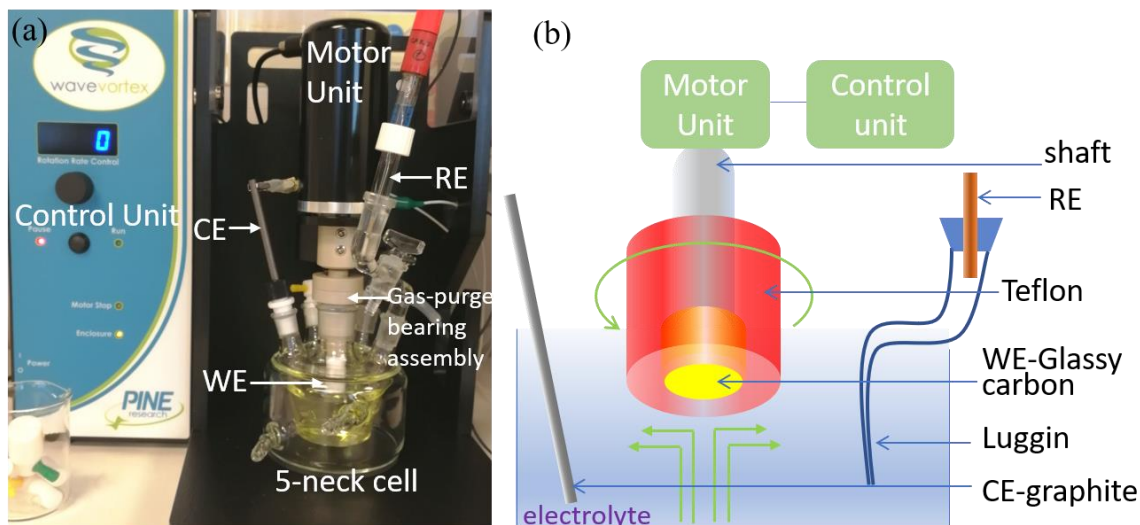 (a)
wavevortex
0
Rotation Rate Control
Control Unit
Pause
Run
Motor Stop
Enclosure
Power
PINE
research
Motor
Unit
RE
CE
Gas-purge
bearing
assembly
WE
5-neck cell
(b)
Motor
Unit
Control
unit
shaft
RE
Teflon
WE-Glassy
carbon
Luggin
CE-graphite
electrolyte